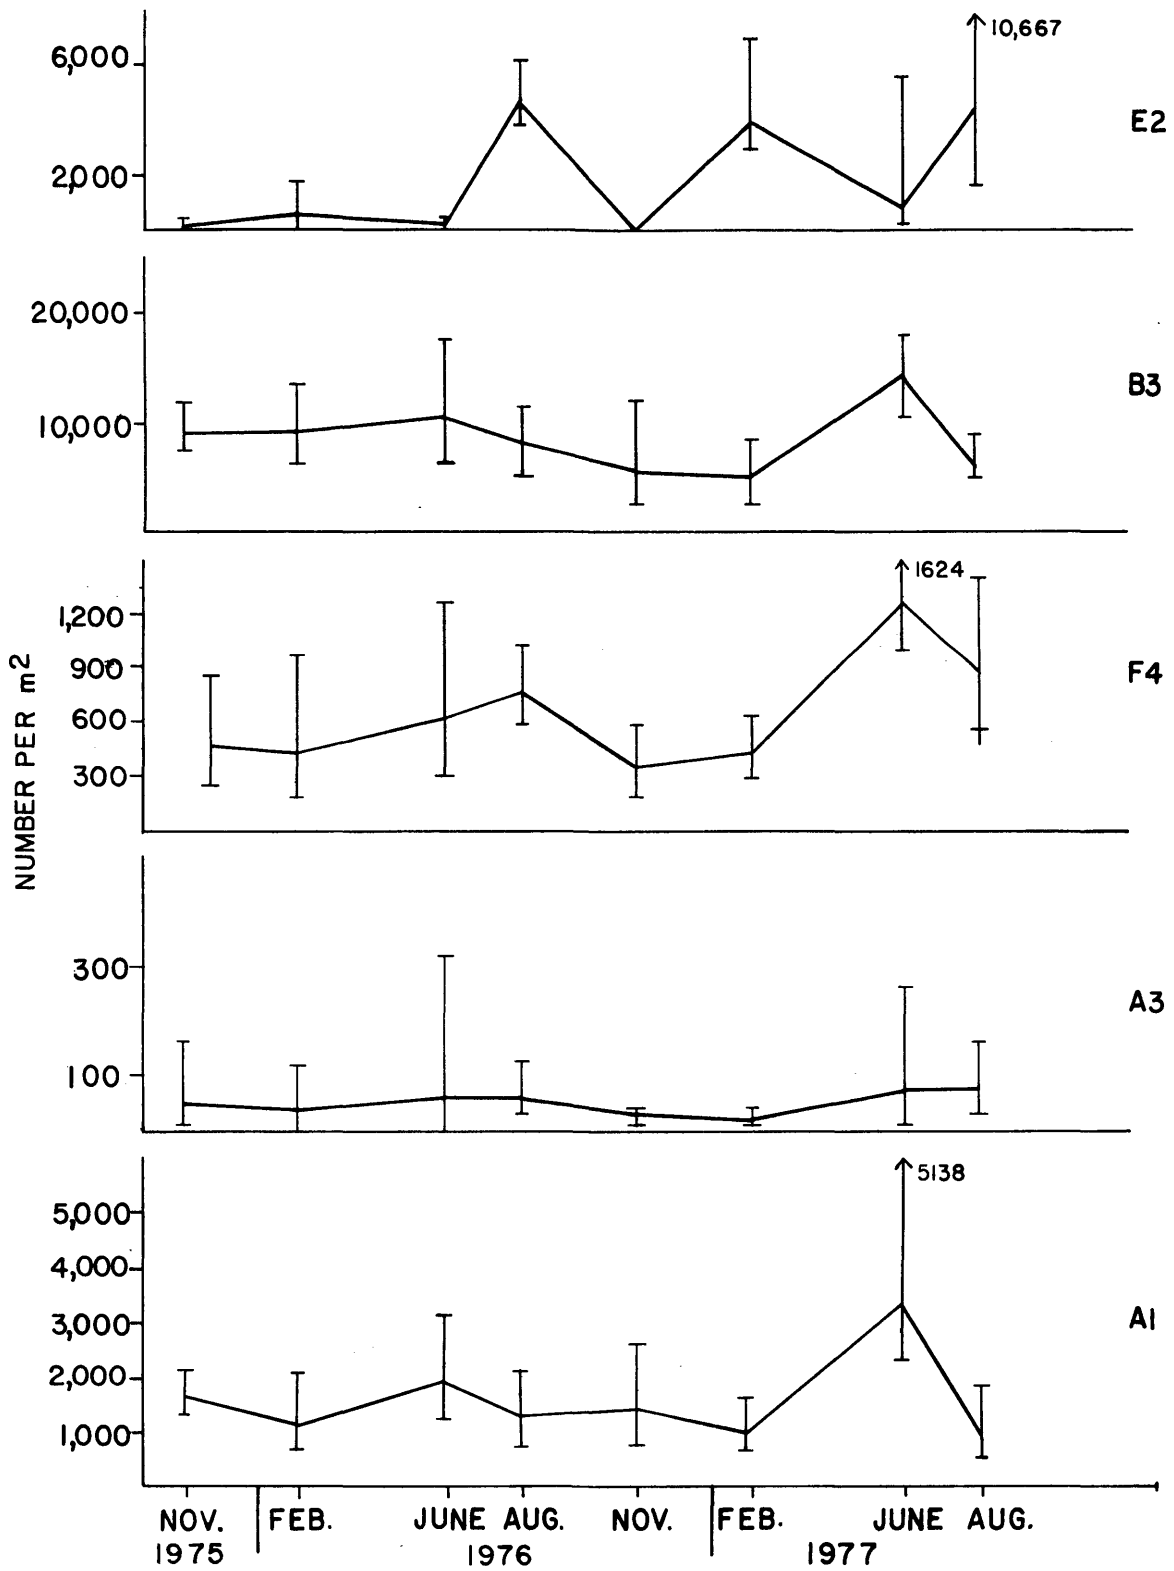 10,667
6,000
2,000
E2
20,000
10,000
B3
1624
1,200
900
600
300
F4
NUMBER PER m2
300
100
A3
5138
5,000
4,000
3,000
2,000
1,000
A1
NOV. FEB. JUNE AUG. NOV. FEB. JUNE AUG.
1975 1976 1977